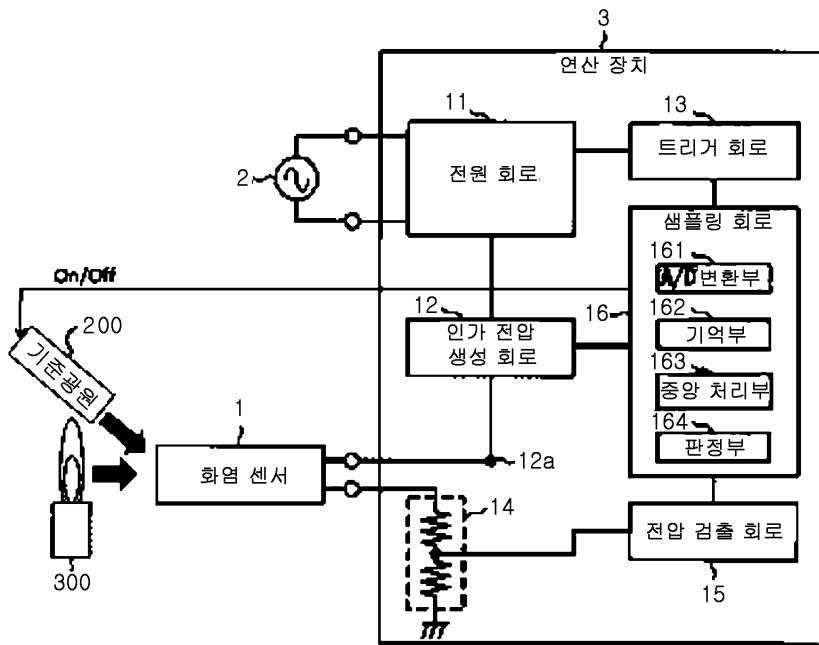 3
연산 장치
11
전원 회로
13
트리거 회로
2
샘플링 회로
161
A/D변환부
On/Off
16
162
기억부
12
인가 전압
생성 회로
200
기준광원
163
중앙 처리부
164
판정부
1
화염 센서
12a
14
전압 검출 회로
15
300